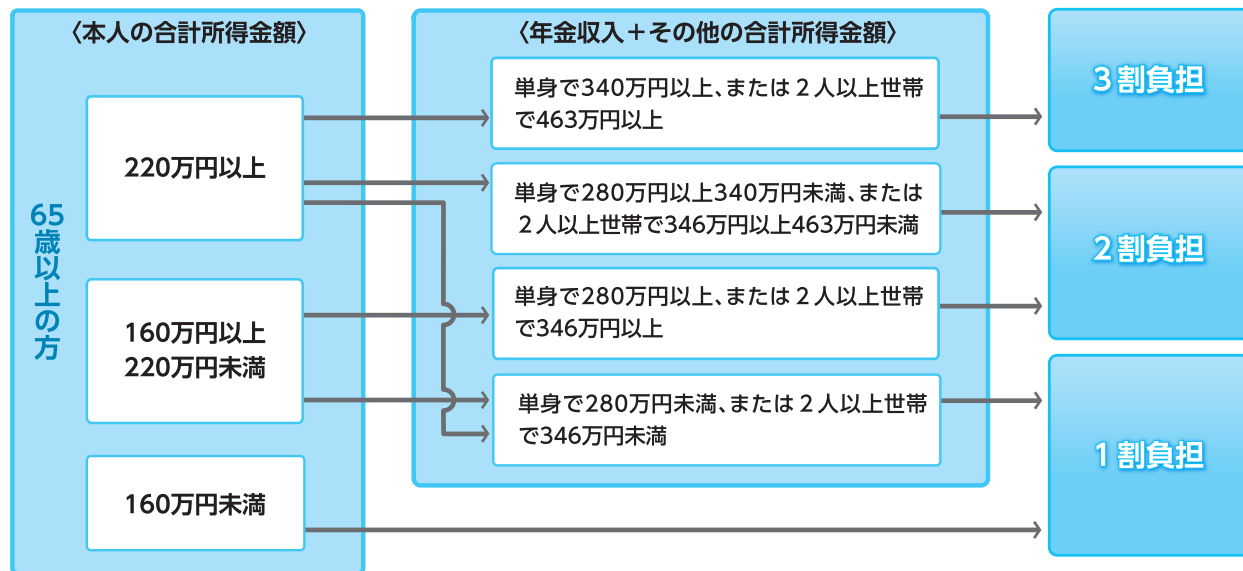 65歳以上の方
〈本人の合計所得金額〉
220万円以上
160万円以上
220万円未満
160万円未満
〈年金収入＋その他の合計所得金額〉
単身で340万円以上、または２人以上世帯
で463万円以上
単身で280万円以上340万円未満、または
２人以上世帯で346万円以上463万円未満
単身で280万円以上、または２人以上世帯
で346万円以上
単身で280万円未満、または２人以上世帯
で346万円未満
３割負担
２割負担
１割負担